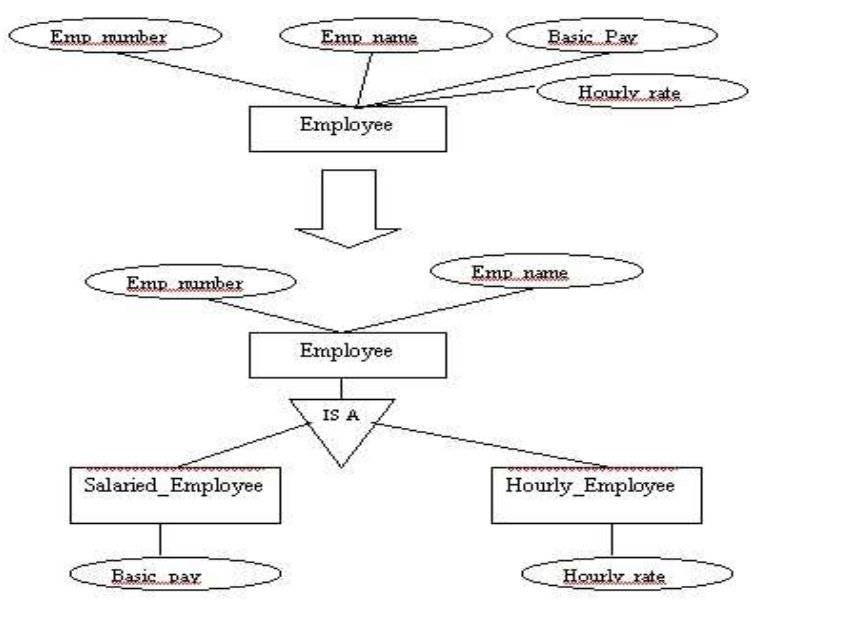 Emp_number
Emp_name
Basic_Pay
Hourly_rate
Employee
Emp_number
Emp_name
Employee
IS A
Salaried_Employee
Hourly_Employee
Basic_pay
Hourly_rate